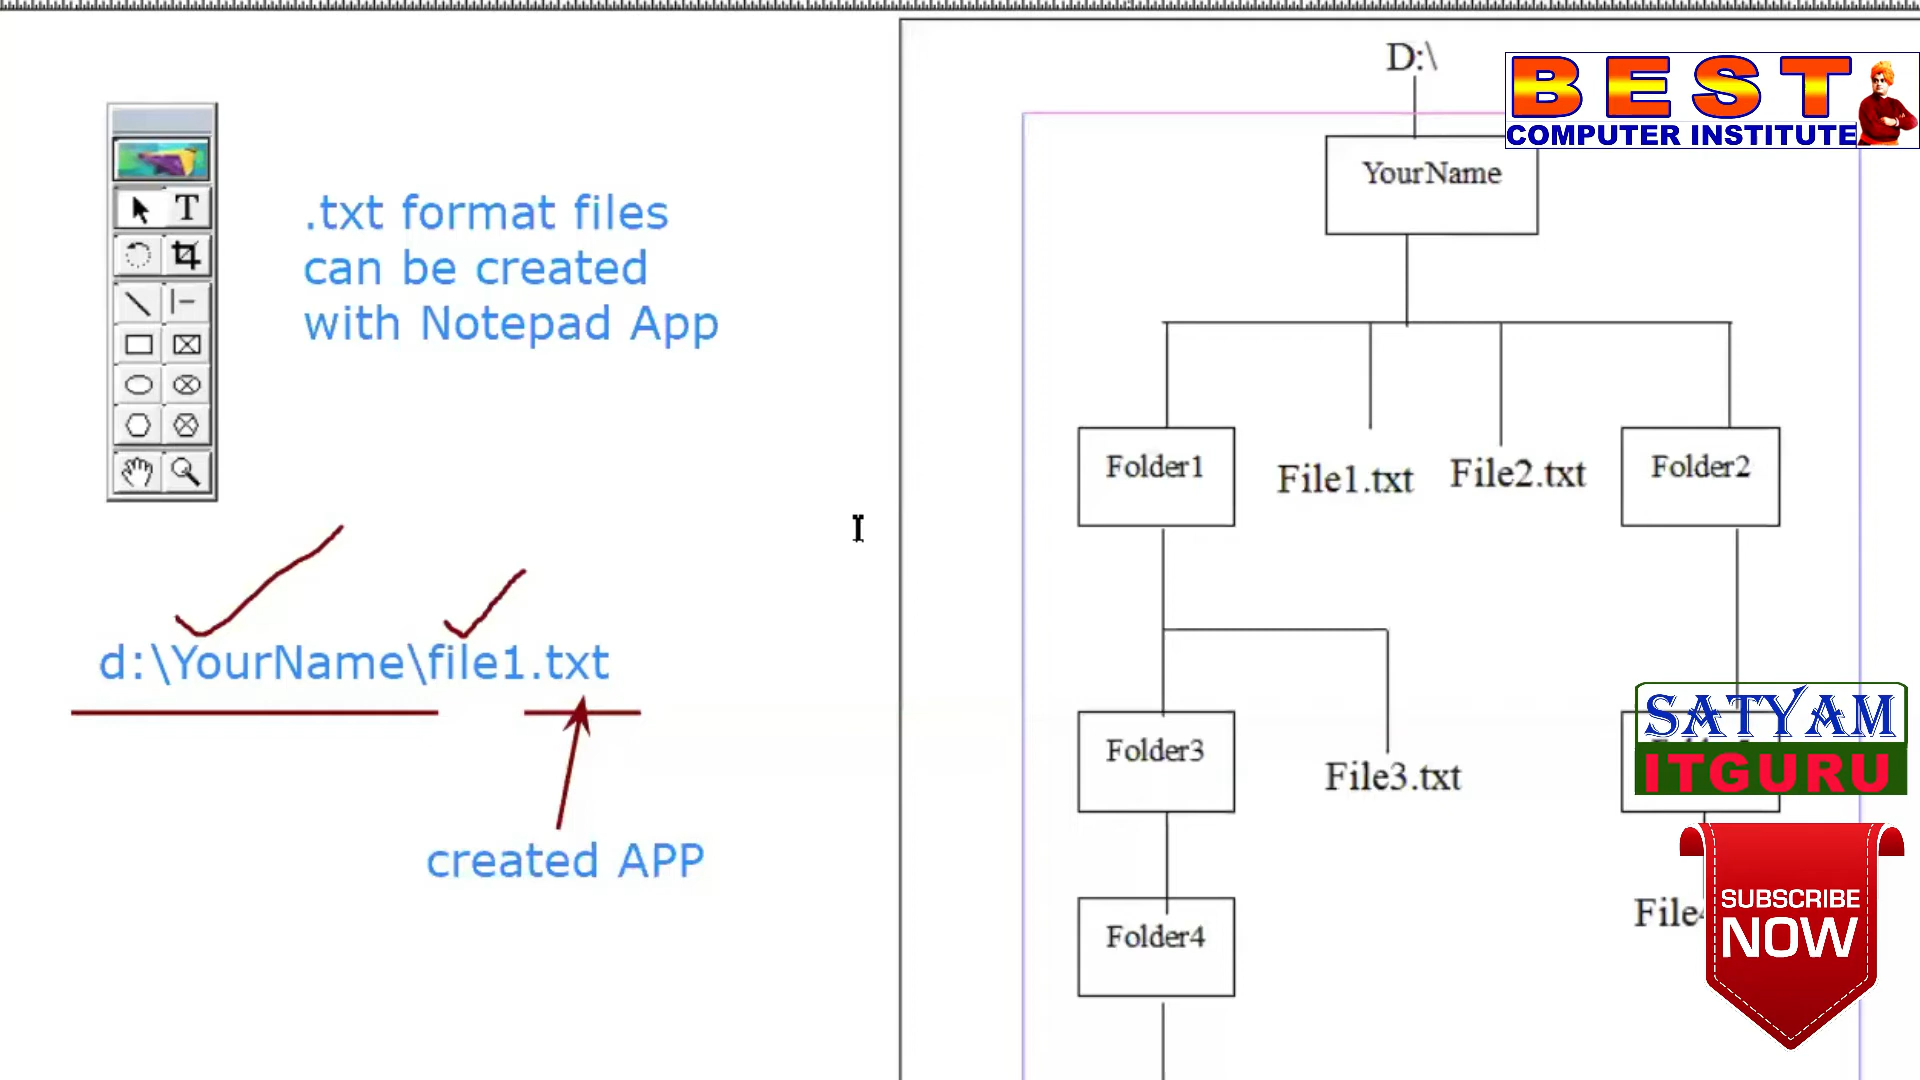 D:\
BEST
COMPUTER INSTITUTE
YourName
T
.txt format files
can be created
with Notepad App
Folder1
File1.txt
File2.txt
Folder2
d:\YourName\file1.txt
created APP
Folder3
File3.txt
SATYAM
ITGURU
Folder4
SUBSCRIBE
NOW